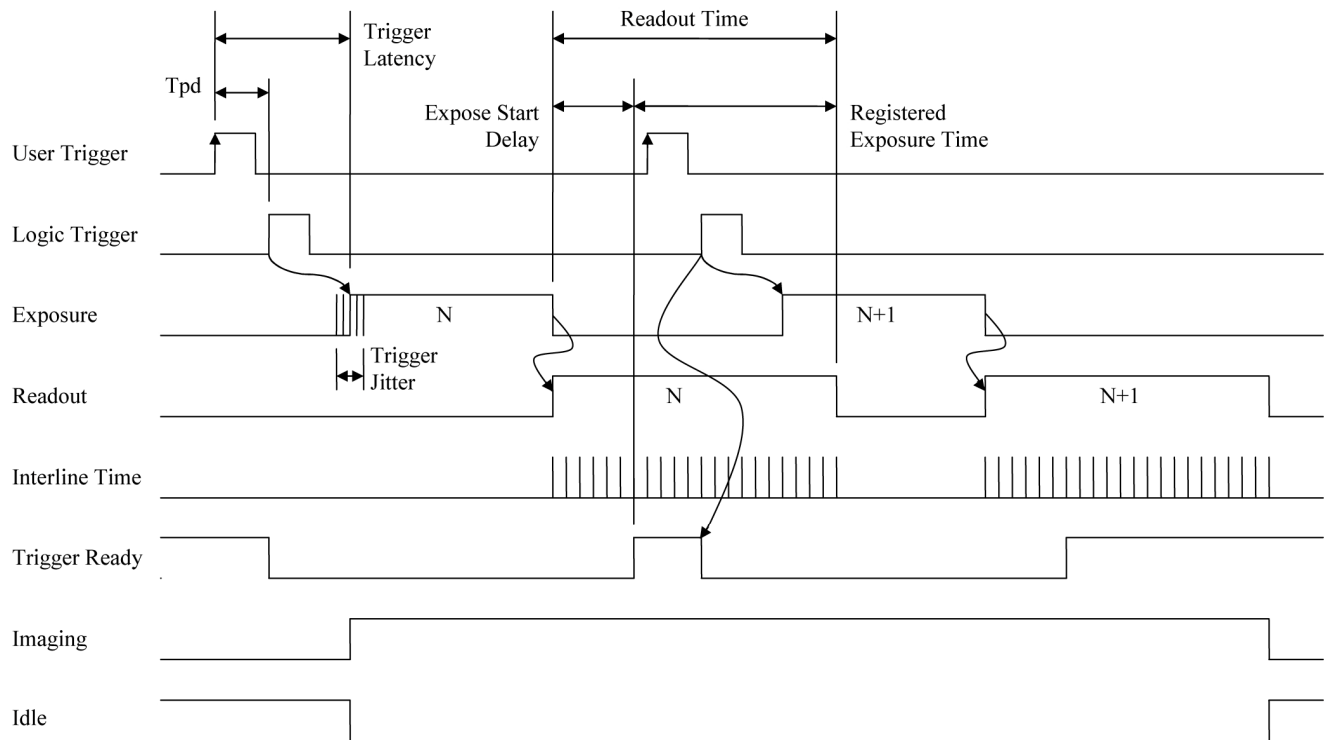 Readout Time
Trigger
Latency
Tpd
Expose Start
Delay
Registered
Exposure Time
User Trigger
Logic Trigger
Exposure
N
N+1
Trigger
Jitter
Readout
N
N+1
Interline Time
Trigger Ready
Imaging
Idle